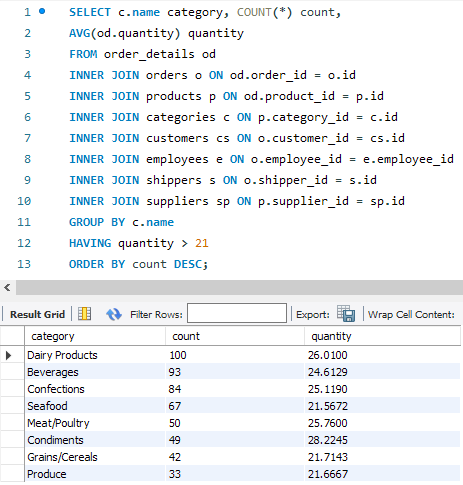 1 SELECT c.name category, COUNT(*) count,
2 AVG(od.quantity) quantity
3 FROM order_details od
4 INNER JOIN orders o ON od.order_id = o.id
5 INNER JOIN products p ON od.product_id = p.id
6 INNER JOIN categories c ON p.category_id = c.id
7 INNER JOIN customers cs ON o.customer_id = cs.id
8 INNER JOIN employees e ON o.employee_id = e.employee_id
9 INNER JOIN shippers s ON o.shipper_id = s.id
10 INNER JOIN suppliers sp ON p.supplier_id = sp.id
11 GROUP BY c.name
12 HAVING quantity > 21
13 ORDER BY count DESC;
Result Grid Filter Rows: Export: Wrap Cell Content:
category count quantity
Dairy Products 100 26.0100
Beverages 93 24.6129
Confections 84 25.1190
Seafood 67 21.5672
Meat/Poultry 50 25.7600
Condiments 49 28.2245
Grains/Cereals 42 21.7143
Produce 33 21.6667